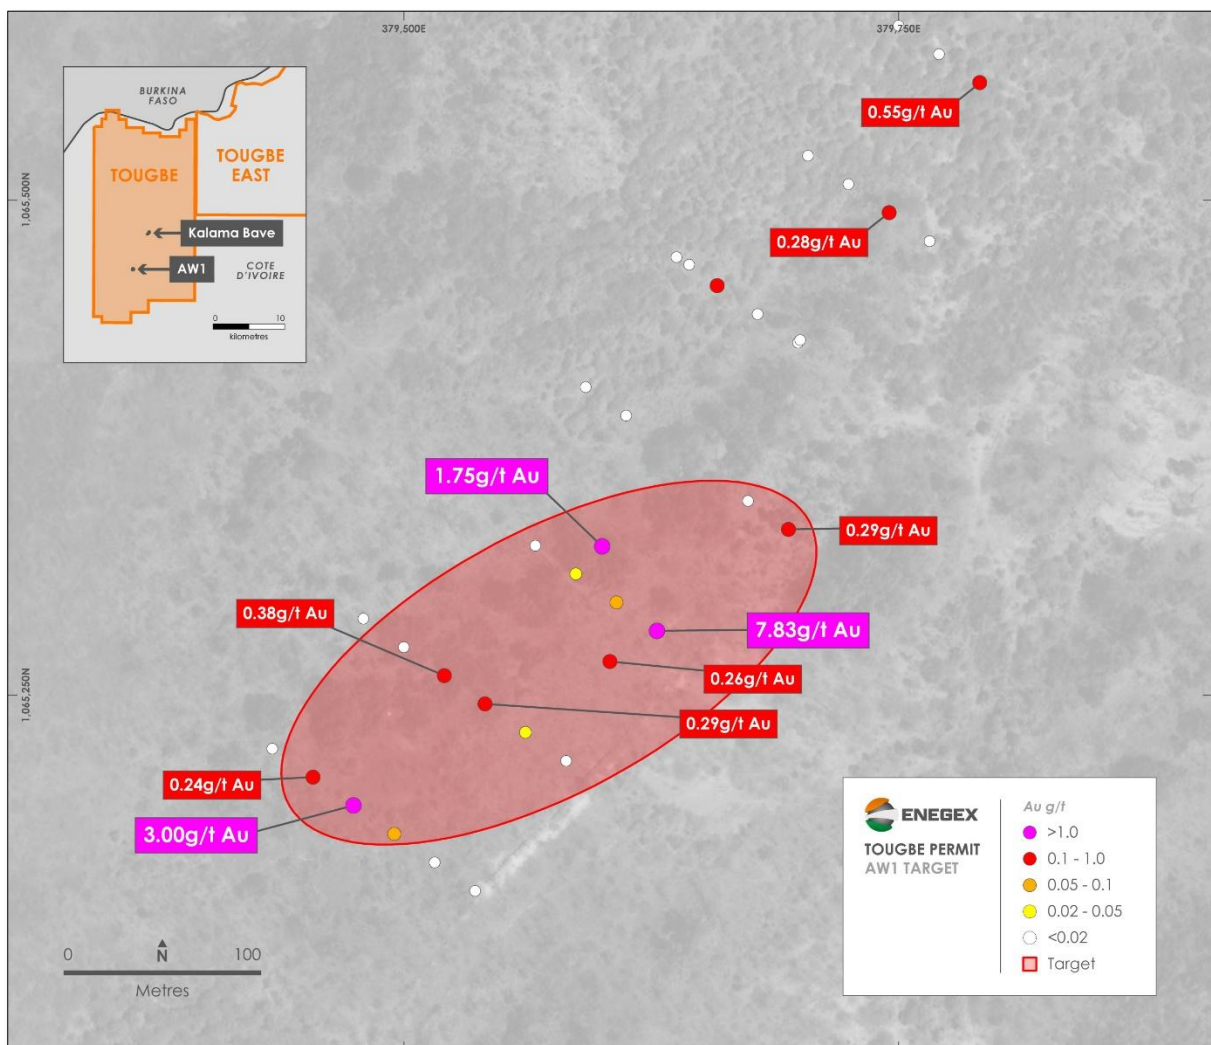 379,500E
379,750E
BURKINA
FASO
TOUGBE
TOUGBE
EAST
Kalama Bave
AW1
COTE
D'IVOIRE
0 10
kilometres
0.55g/t Au
1,065,500N
0.28g/t Au
1.75g/t Au
0.29g/t Au
0.38g/t Au
7.83g/t Au
0.26g/t Au
1,065,250N
0.29g/t Au
0.24g/t Au
3.00g/t Au
ENEGEX
TOUGBE PERMIT
AW1 TARGET
Au g/t
>1.0
0.1 - 1.0
0.05 - 0.1
0.02 - 0.05
<0.02
Target
0 N 100
Metres